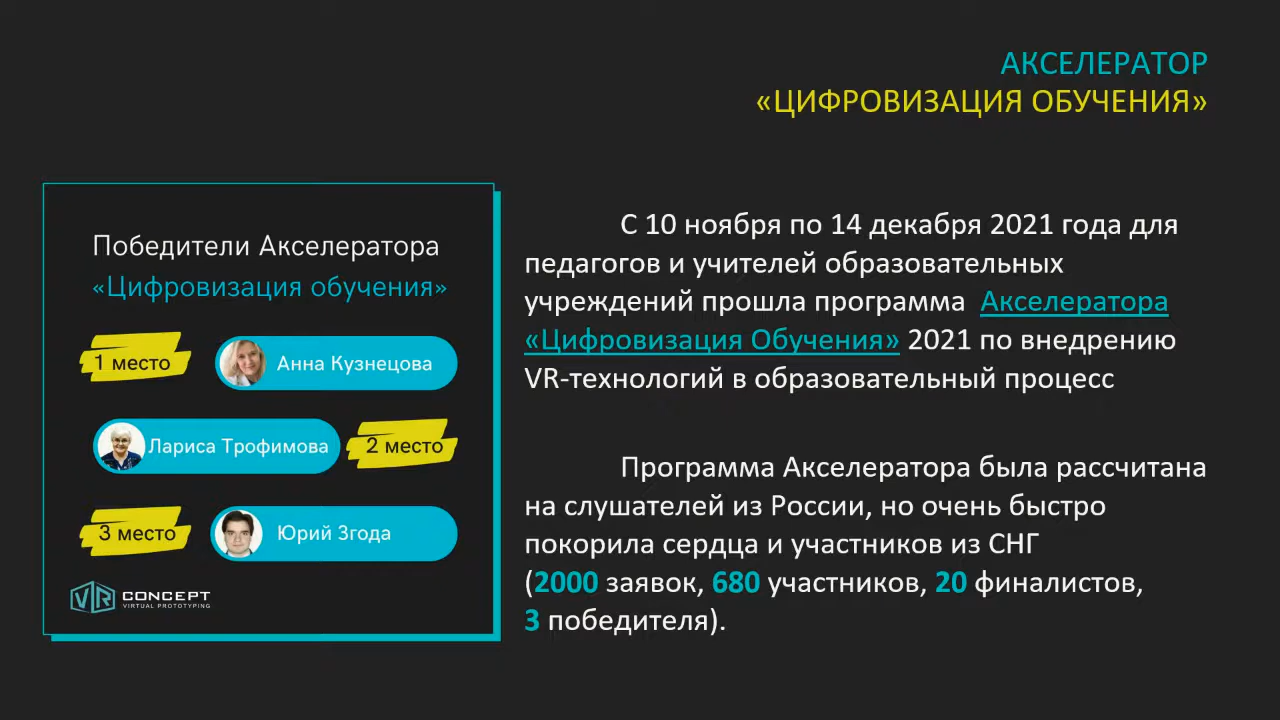 АКСЕЛЕРАТОР
«ЦИФРОВИЗАЦИЯ ОБУЧЕНИЯ»
Победители Акселератора
«Цифровизация обучения»
1 место
Анна Кузнецова
Лариса Трофимова
2 место
3 место
Юрий Згода
VR CONCEPT
VIRTUAL PROTOTYPING
С 10 ноября по 14 декабря 2021 года для
педагогов и учителей образовательных
учреждений прошла программа Акселератора
«Цифровизация Обучения» 2021 по внедрению
VR-технологий в образовательный процесс
Программа Акселератора была рассчитана
на слушателей из России, но очень быстро
покорила сердца и участников из СНГ
(2000 заявок, 680 участников, 20 финалистов,
3 победителя).